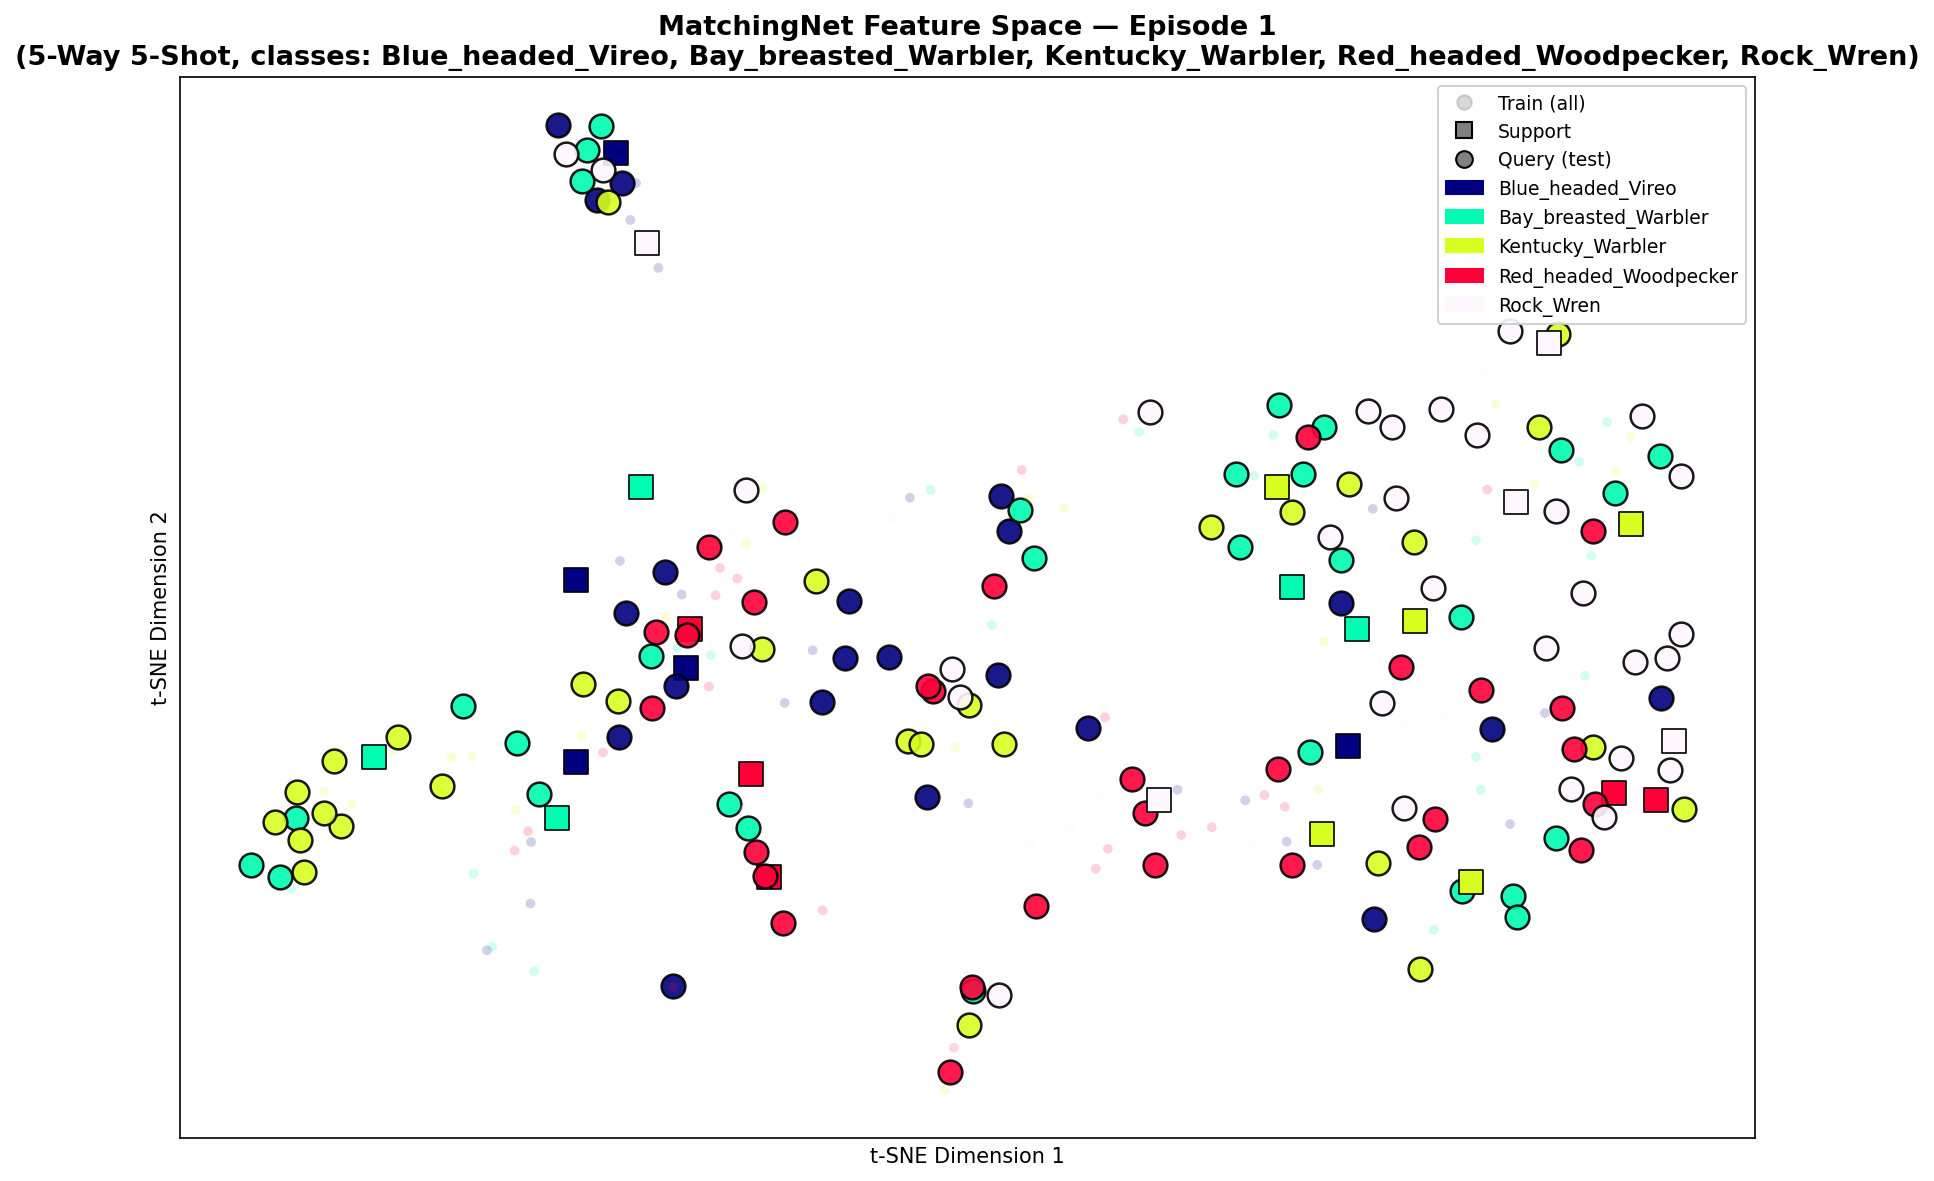 MatchingNet Feature Space — Episode 1
(5-Way 5-Shot, classes: Blue_headed_Vireo, Bay_breasted_Warbler, Kentucky_Warbler, Red_headed_Woodpecker, Rock_Wren)
Train (all)
Support
Query (test)
Blue_headed_Vireo
Bay_breasted_Warbler
Kentucky_Warbler
Red_headed_Woodpecker
Rock_Wren
t-SNE Dimension 2
t-SNE Dimension 1